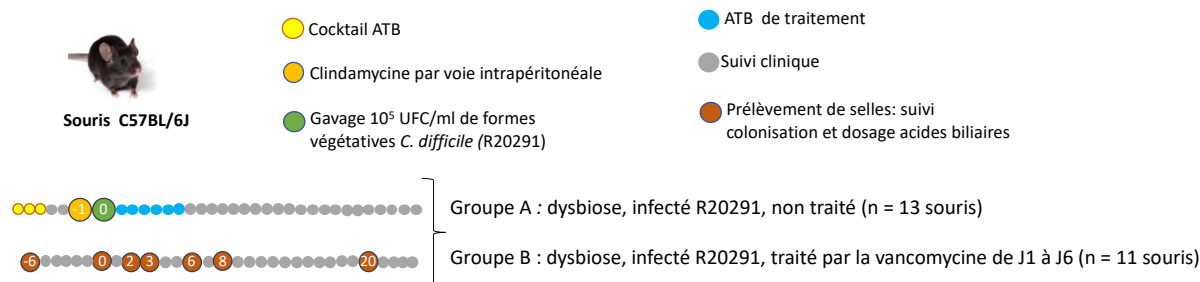 Souris C57BL/6J
Cocktail ATB
Clindamycine par voie intrapéritonéale
Gavage 10⁵ UFC/ml de formes
végétatives C. difficile (R20291)
ATB de traitement
Suivi clinique
Prélèvement de selles: suivi
colonisation et dosage acides biliaires
-1 0
Groupe A : dysbiose, infecté R20291, non traité (n = 13 souris)
-6 0 2 3 6 8 20
Groupe B : dysbiose, infecté R20291, traité par la vancomycine de J1 à J6 (n = 11 souris)